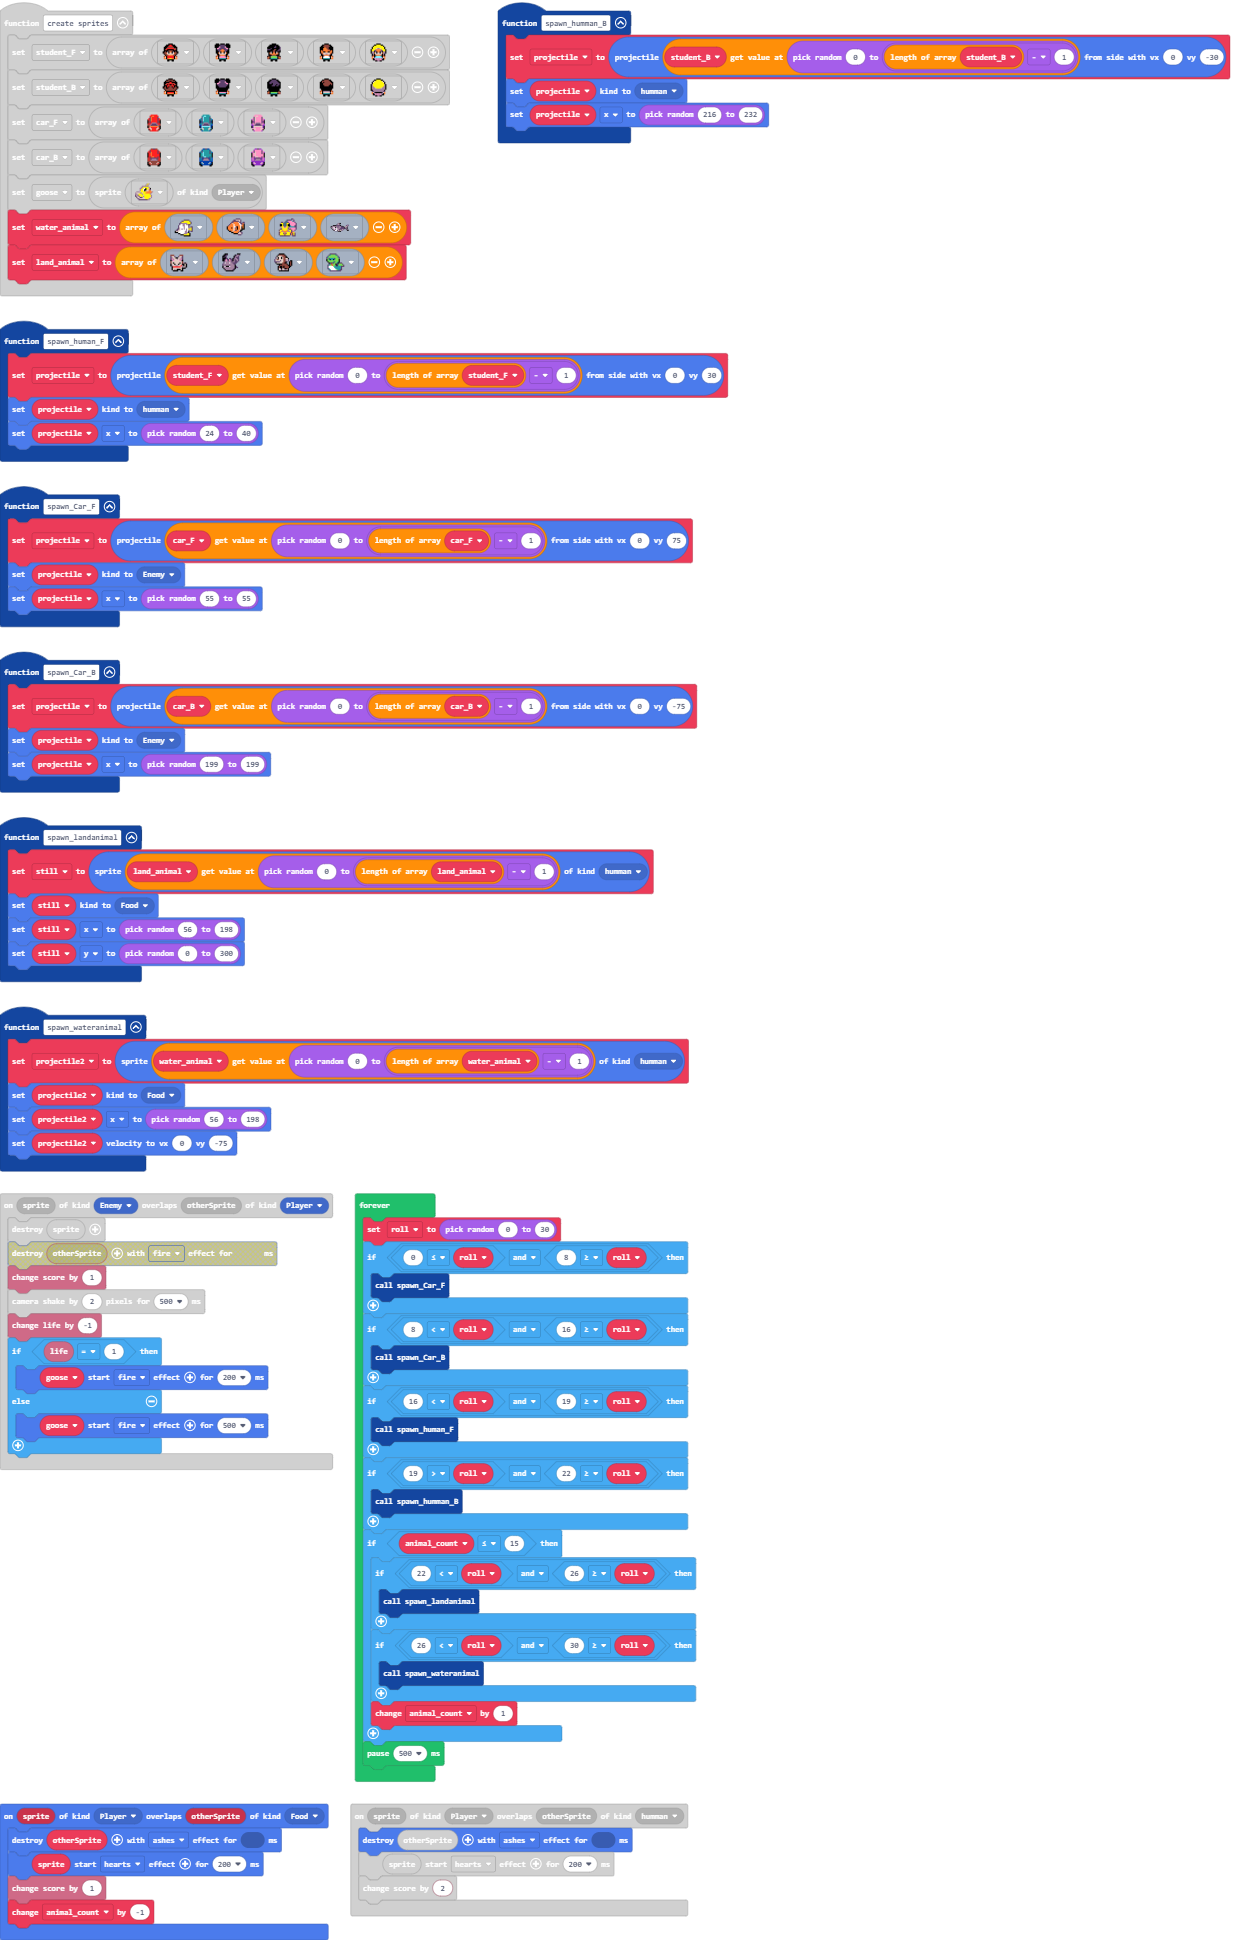 function create sprites
set student_F to array of
set student_B to array of
set car_F to array of
set car_B to array of
set goose to sprite of kind Player
set water_animal to array of
set land_animal to array of
function spawn_humman_B
set projectile to projectile student_B get value at pick random 0 to length of array student_B - 1 from side with vx 0 vy -30
set projectile kind to humman
set projectile x to pick random 216 to 232
function spawn_human_F
set projectile to projectile student_F get value at pick random 0 to length of array student_F - 1 from side with vx 0 vy 30
set projectile kind to humman
set projectile x to pick random 24 to 40
function spawn_Car_F
set projectile to projectile car_F get value at pick random 0 to length of array car_F - 1 from side with vx 0 vy 75
set projectile kind to Enemy
set projectile x to pick random 55 to 55
function spawn_Car_B
set projectile to projectile car_B get value at pick random 0 to length of array car_B - 1 from side with vx 0 vy -75
set projectile kind to Enemy
set projectile x to pick random 199 to 199
function spawn_landanimal
set still to sprite land_animal get value at pick random 0 to length of array land_animal - 1 of kind humman
set still kind to Food
set still x to pick random 56 to 198
set still y to pick random 0 to 300
function spawn_wateranimal
set projectile2 to sprite water_animal get value at pick random 0 to length of array water_animal - 1 of kind humman
set projectile2 kind to Food
set projectile2 x to pick random 56 to 198
set projectile2 velocity to vx 0 vy -75
on sprite of kind Enemy overlaps otherSprite of kind Player
destroy sprite
destroy otherSprite with fire effect for ms
change score by 1
camera shake by 2 pixels for 500 ms
change life by -1
if life = 1 then
goose start fire effect for 200 ms
else
goose start fire effect for 500 ms
forever
set roll to pick random 0 to 30
if 0 ≤ roll and 8 ≥ roll then
call spawn_Car_F
if 8 < roll and 16 ≥ roll then
call spawn_Car_B
if 16 < roll and 19 ≥ roll then
call spawn_human_F
if 19 > roll and 22 ≥ roll then
call spawn_humman_B
if animal_count ≤ 15 then
if 22 < roll and 26 ≥ roll then
call spawn_landanimal
if 26 < roll and 30 ≥ roll then
call spawn_wateranimal
change animal_count by 1
pause 500 ms
on sprite of kind Player overlaps otherSprite of kind Food
destroy otherSprite with ashes effect for ms
sprite start hearts effect for 200 ms
change score by 1
change animal_count by -1
on sprite of kind Player overlaps otherSprite of kind humman
destroy otherSprite with ashes effect for ms
sprite start hearts effect for 200 ms
change score by 2